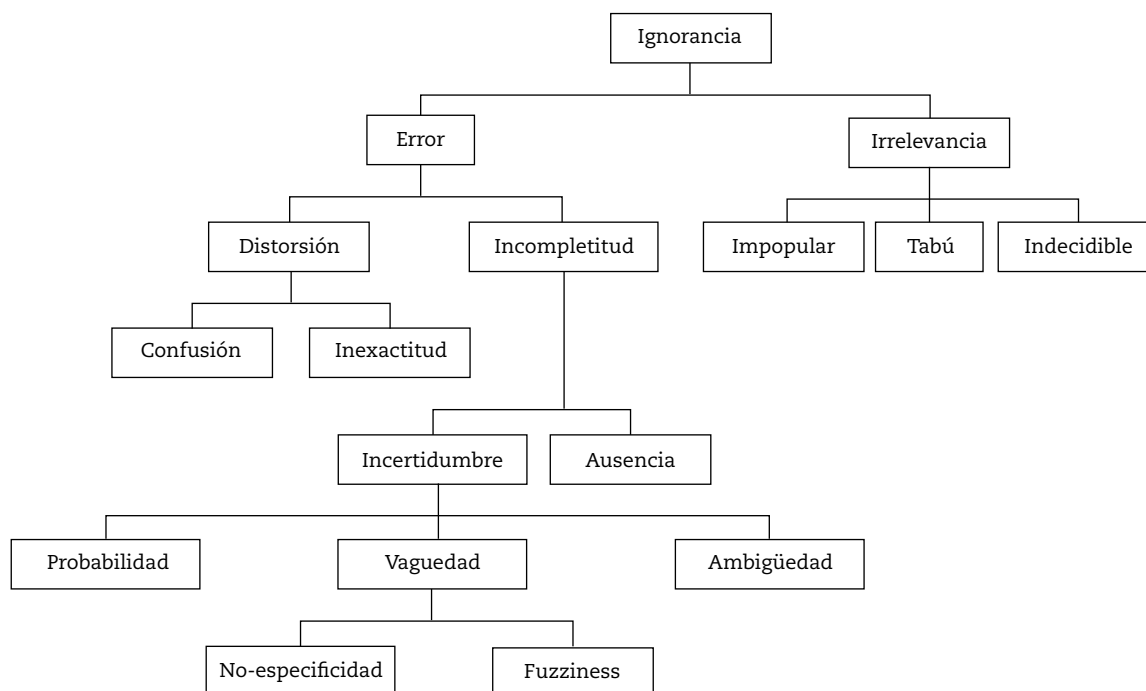 Ignorancia
Error
Irrelevancia
Distorsión
Incompletitud
Impopular
Tabú
Indecidible
Confusión
Inexactitud
Incertidumbre
Ausencia
Probabilidad
Vaguedad
Ambigüedad
No-especificidad
Fuzziness